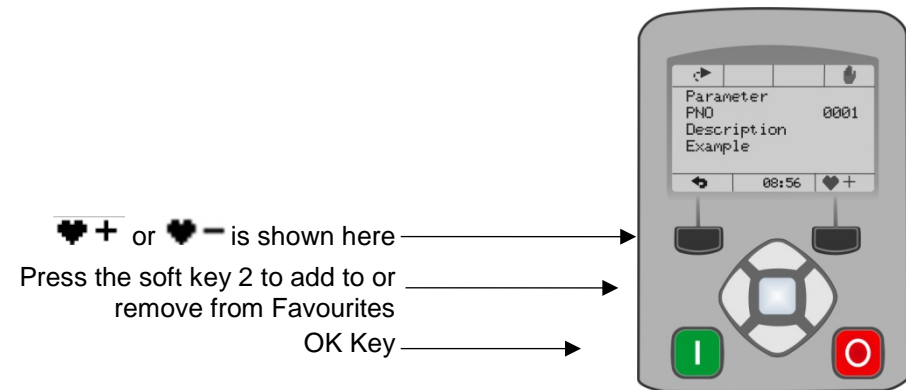 Parameter
PNO 0001
Description
Example
08:56 +
+ or - is shown here
Press the soft key 2 to add to or
remove from Favourites
OK Key
I O